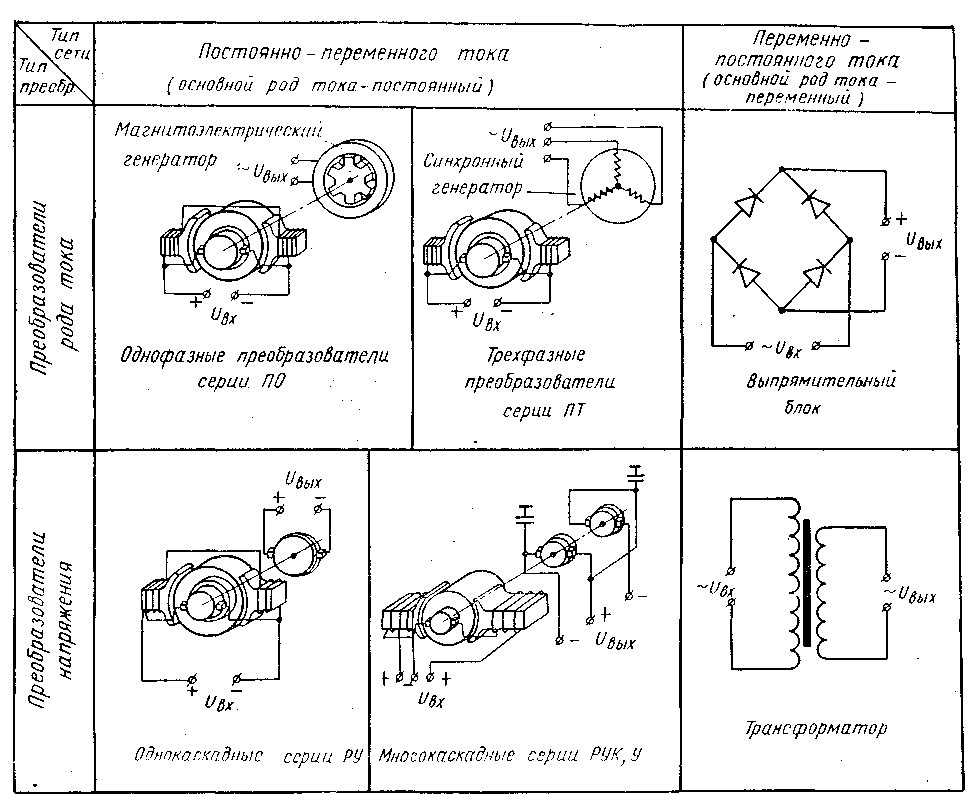 Тип
сети
Тип
преобр.
Постоянно - переменного тока
(основной род тока - постоянный)
Переменно -
постоянного тока
(основной род тока -
переменный)
Преобразователи
рода тока
Магнитоэлектрический
генератор
~Uвых
+ Uвх -
Однофазные преобразователи
серии ПО
~Uвых
Синхронный
генератор
+ Uвх -
Трехфазные
преобразователи
серии ПТ
+
Uвых
-
~Uвх
Выпрямительный
блок
Преобразователи
напряжения
Uвых
+ -
+ -
Uвх
Однокаскадные серии РУ
-
+
- Uвых
+ - +
Uвх
Многокаскадные серии РУК, У
~Uвх
~Uвых
Трансформатор